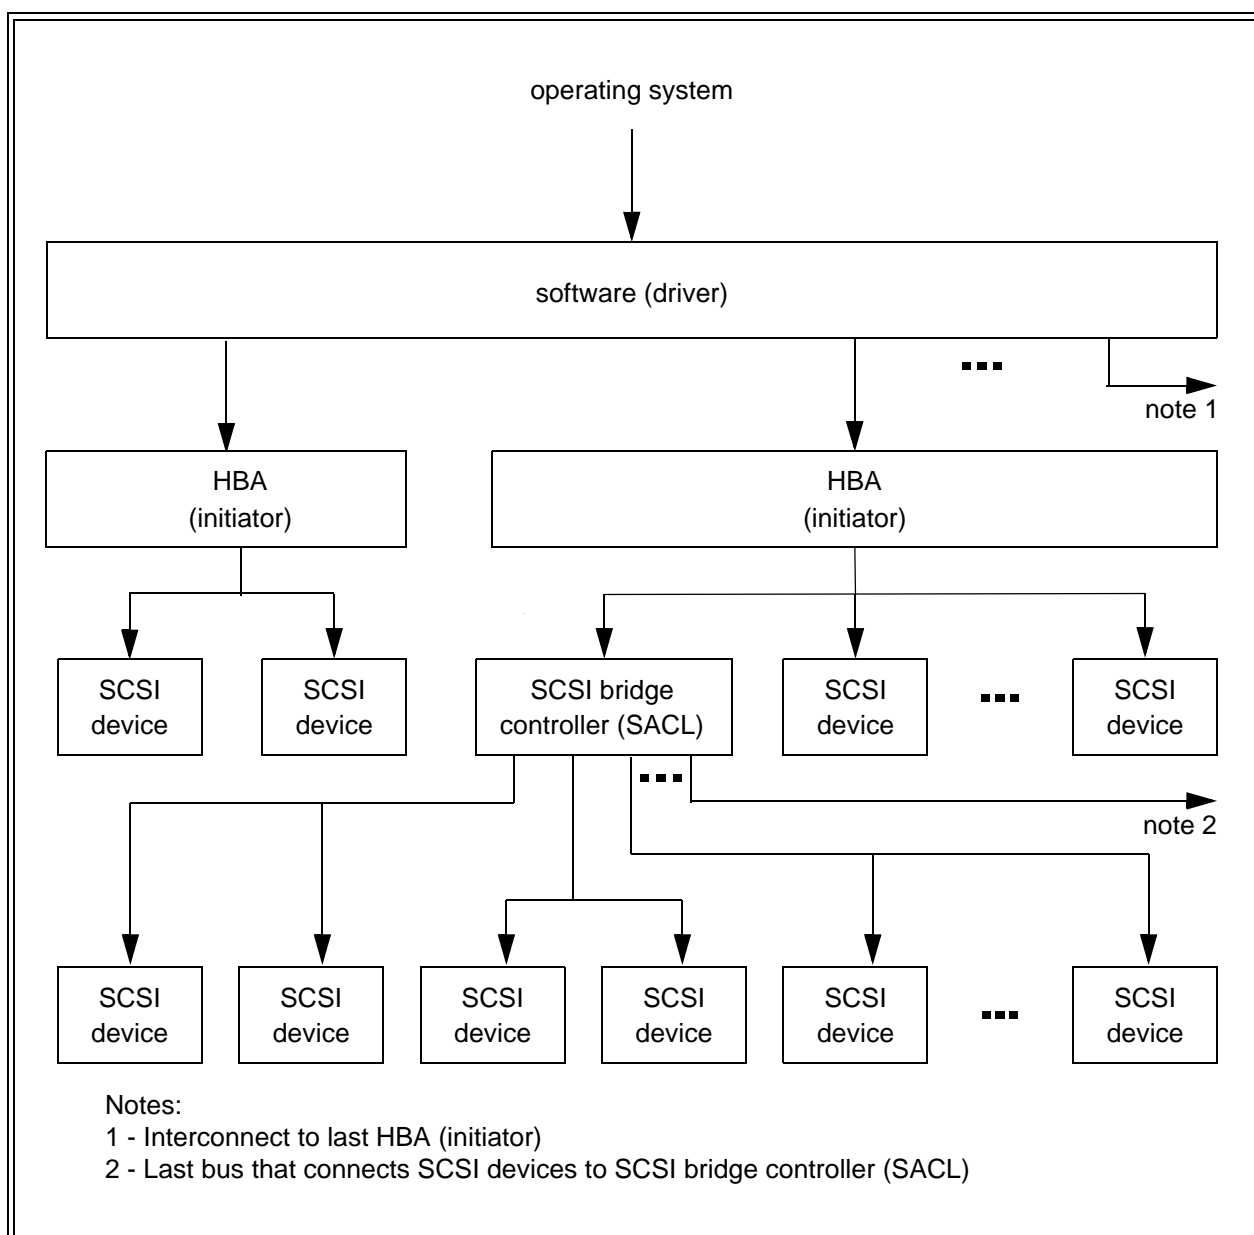 operating system
software (driver)
note 1
HBA
(initiator)
HBA
(initiator)
SCSI
device
SCSI
device
SCSI bridge
controller (SACL)
SCSI
device
SCSI
device
note 2
SCSI
device
SCSI
device
SCSI
device
SCSI
device
SCSI
device
SCSI
device
Notes:
1 - Interconnect to last HBA (initiator)
2 - Last bus that connects SCSI devices to SCSI bridge controller (SACL)